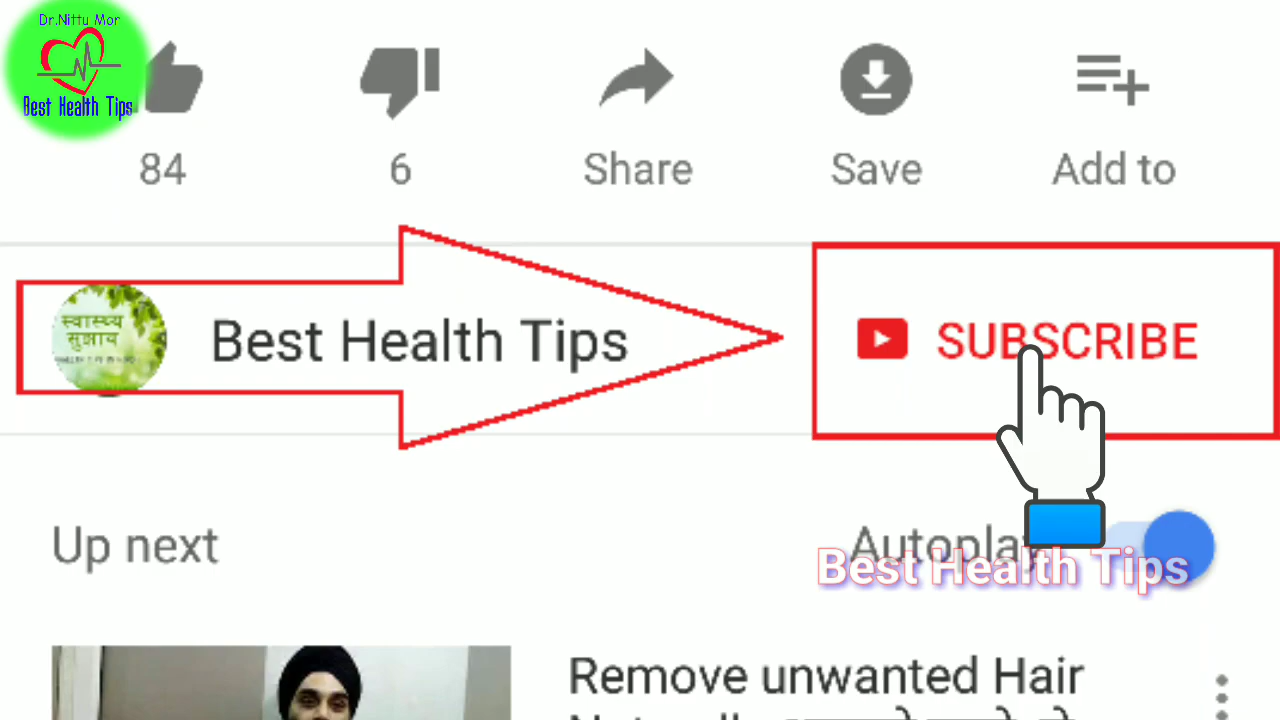 Dr.Nittu Mor
Best Health Tips
84
6
Share
Save
Add to
स्वास्थ्य
सुझाव
Best Health Tips
SUBSCRIBE
Up next
Autoplay
Best Health Tips
Remove unwanted Hair